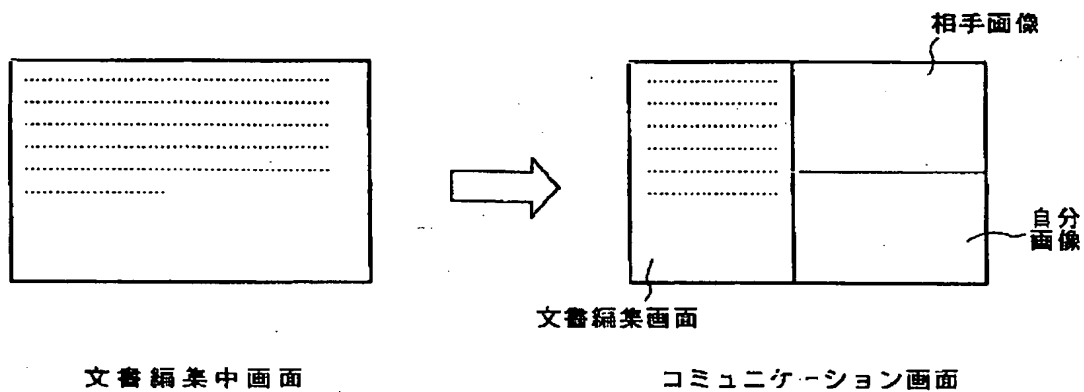 相手画像
自分
画像
文書編集画面
文書編集中画面
コミュニケーション画面